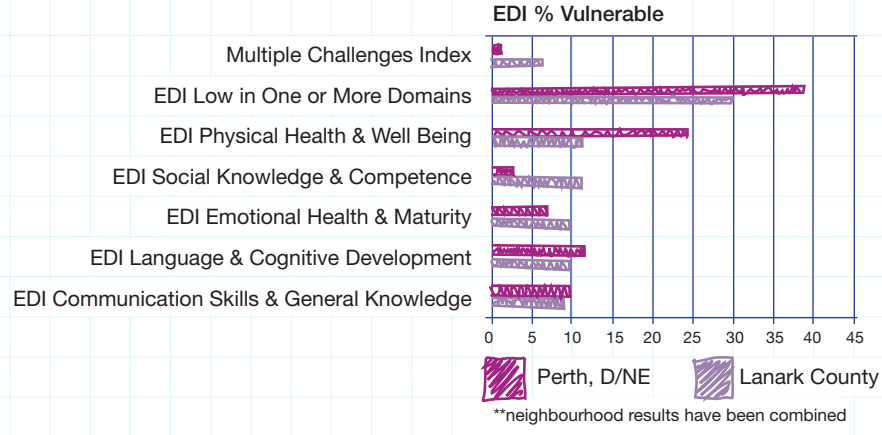 EDI % Vulnerable
Multiple Challenges Index
EDI Low in One or More Domains
EDI Physical Health & Well Being
EDI Social Knowledge & Competence
EDI Emotional Health & Maturity
EDI Language & Cognitive Development
EDI Communication Skills & General Knowledge
0 5 10 15 20 25 30 35 40 45
Perth, D/NE Lanark County
**neighbourhood results have been combined